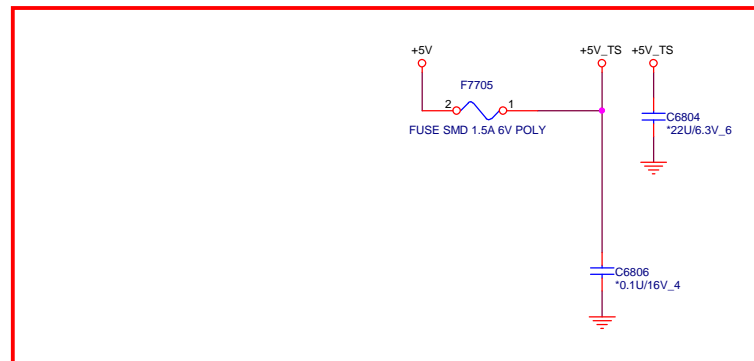 +5V
+5V_TS
+5V_TS
F7705
2
1
FUSE SMD 1.5A 6V POLY
C6804
*22U/6.3V_6
C6806
*0.1U/16V_4